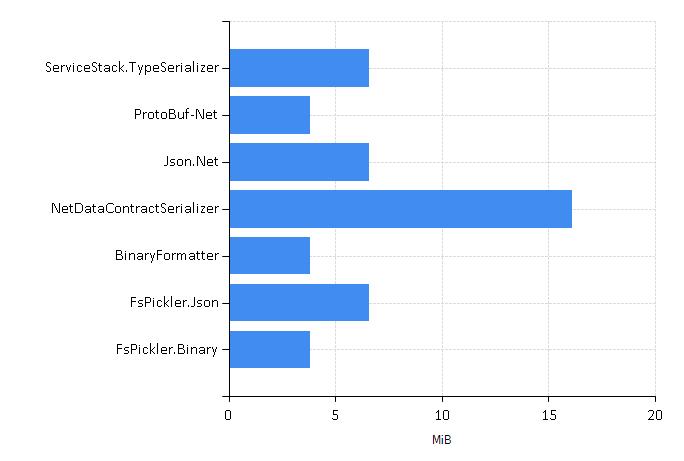 ServiceStack.TypeSerializer
ProtoBuf-Net
Json.Net
NetDataContractSerializer
BinaryFormatter
FsPickler.Json
FsPickler.Binary
0 5 10 15 20
MiB